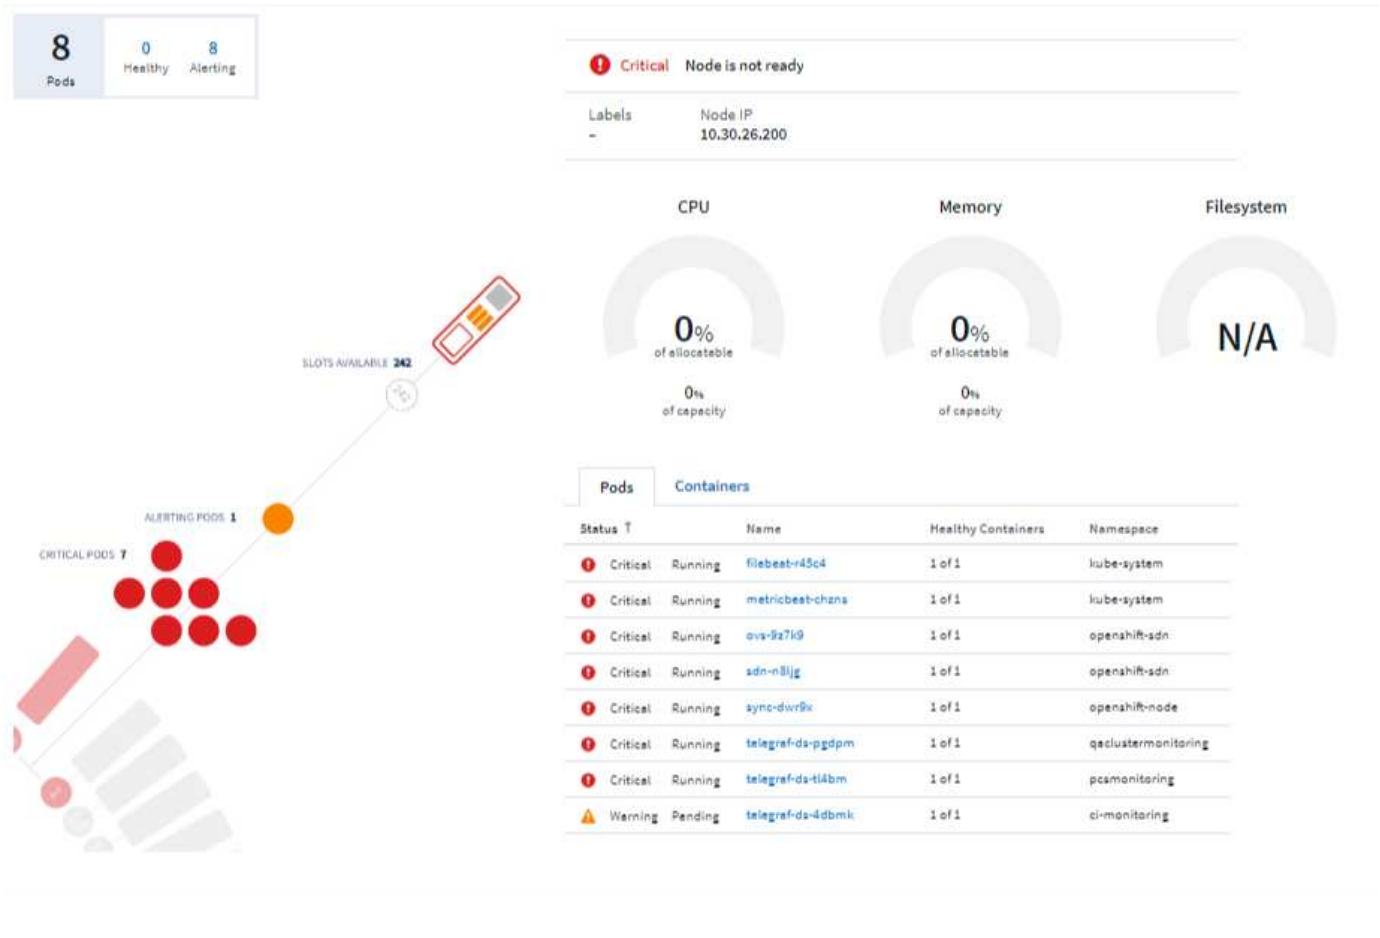 8
Pods
0
Healthy
8
Alerting
Critical Node is not ready
Labels
-
Node IP
10.30.26.200
CPU
0%
of allocatable
0%
of capacity
Memory
0%
of allocatable
0%
of capacity
Filesystem
N/A
SLOTS AVAILABLE 242
ALERTING PODS 1
CRITICAL PODS 7
Pods Containers
Status ↑ Name Healthy Containers Namespace
Critical Running filebeat-r45c4 1 of 1 kube-system
Critical Running metricbeat-chzns 1 of 1 kube-system
Critical Running ovs-9z7k9 1 of 1 openshift-sdn
Critical Running 1 of 1 openshift-sdn
Critical Running sync-dwr9x 1 of 1 openshift-node
Critical Running telegraf-ds-pgdpm 1 of 1 qaclustermonitoring
Critical Running telegraf-ds-tl4bm 1 of 1 pcsmonitoring
Warning Pending telegraf-ds-4dbmk 1 of 1 ci-monitoring